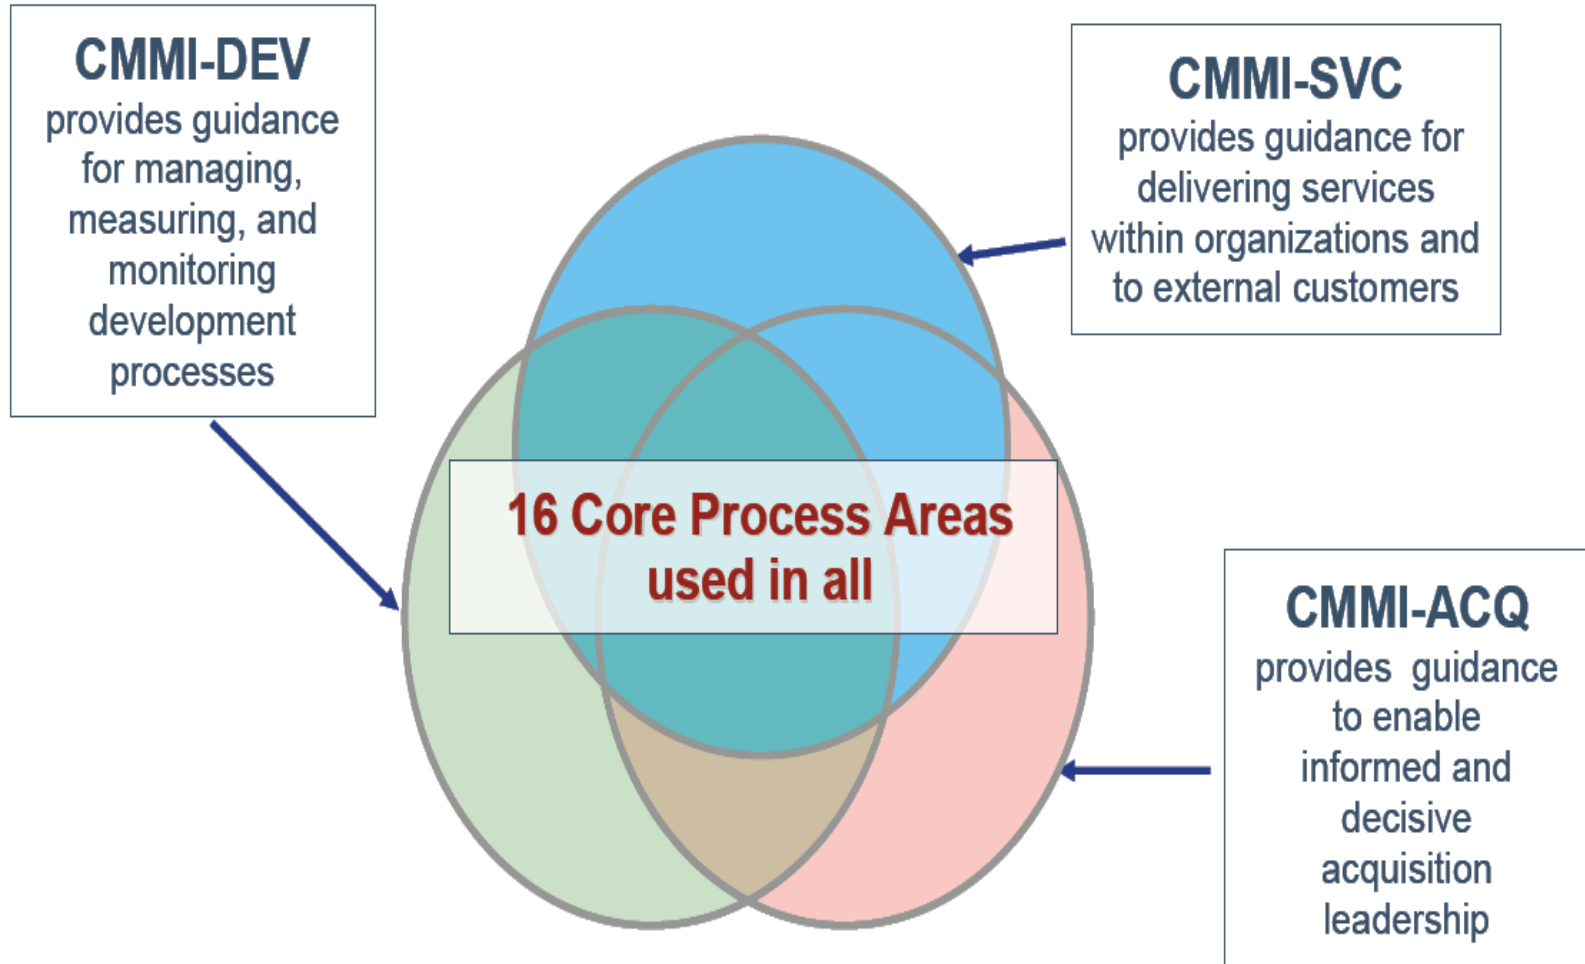 CMMI-DEV
provides guidance
for managing,
measuring, and
monitoring
development
processes
CMMI-SVC
provides guidance for
delivering services
within organizations and
to external customers
16 Core Process Areas
used in all
CMMI-ACQ
provides guidance
to enable
informed and
decisive
acquisition
leadership